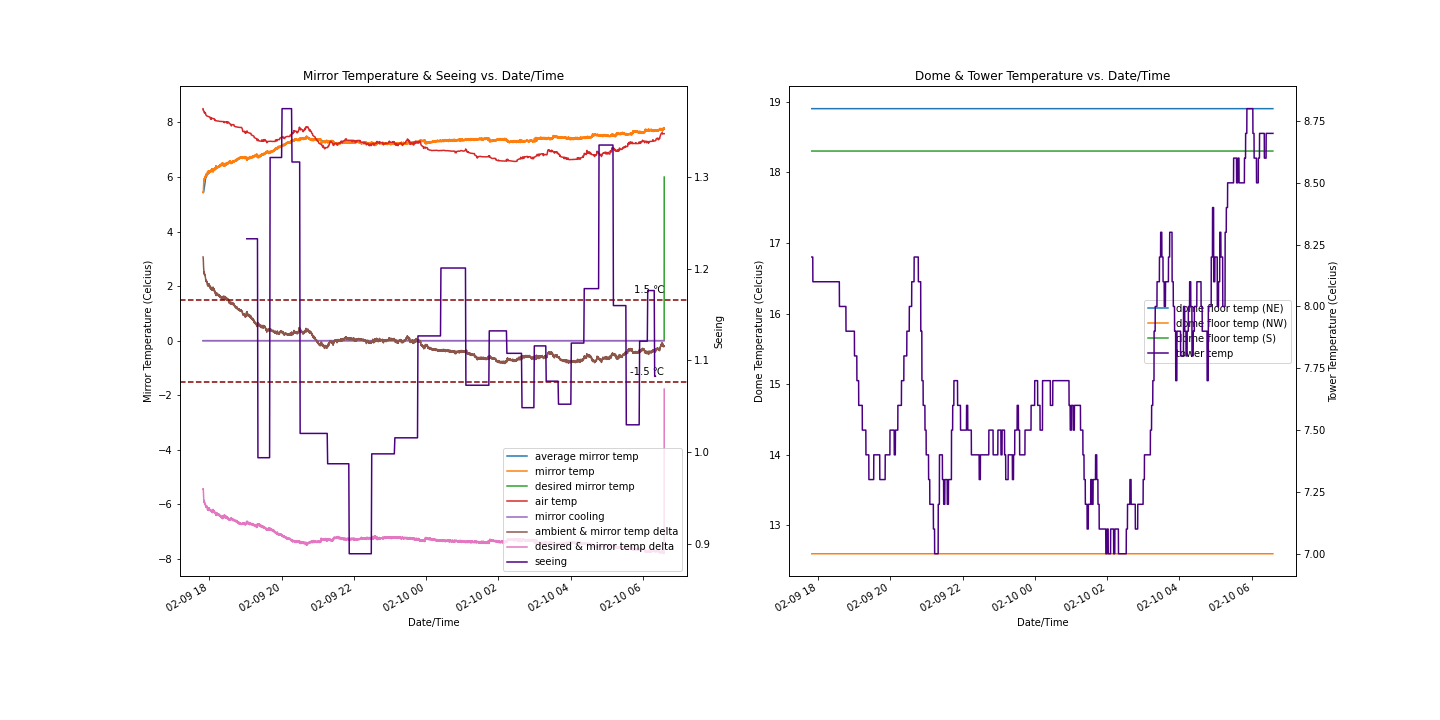 Mirror Temperature & Seeing vs. Date/Time
8
6
4
2
0
−2
−4
−6
−8
Mirror Temperature (Celcius)
1.5 °C
-1.5 °C
1.3
1.2
1.1
1.0
0.9
Seeing
average mirror temp
mirror temp
desired mirror temp
air temp
mirror cooling
ambient & mirror temp delta
desired & mirror temp delta
seeing
02-09 18
02-09 20
02-09 22
02-10 00
02-10 02
02-10 04
02-10 06
Date/Time
Dome & Tower Temperature vs. Date/Time
19
18
17
16
15
14
13
Dome Temperature (Celcius)
8.75
8.50
8.25
8.00
7.75
7.50
7.25
7.00
Tower Temperature (Celcius)
dome floor temp (NE)
dome floor temp (NW)
dome floor temp (S)
tower temp
02-09 18
02-09 20
02-09 22
02-10 00
02-10 02
02-10 04
02-10 06
Date/Time